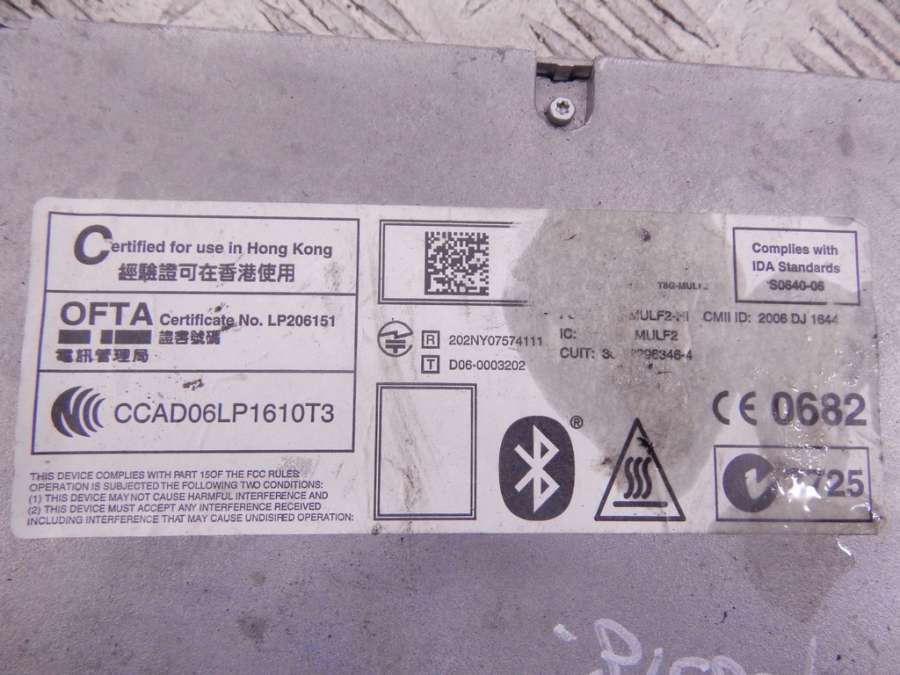 Certified for use in Hong Kong
經驗證可在香港使用
OFTA
Certificate No. LP206151
證書號碼
電訊管理局
CCAD06LP1610T3
THIS DEVICE COMPLIES WITH PART 15OF THE FCC RULES
OPERATION IS SUBJECTED THE FOLLOWING TWO CONDITIONS:
(1) THIS DEVICE MAY NOT CAUSE HARMFUL INTERFERENCE AND
(2) THIS DEVICE MUST ACCEPT ANY INTERFERENCE RECEIVED
INCLUDING INTERFERENCE THAT MAY CAUSE UNDISIRED OPERATION:
R 202NY07574111
T D06-0003202
IC: MULF2
CUIT:
CMII ID: 2006 DJ 1644
Complies with
IDA Standards
S0640-06
®
CE 0682